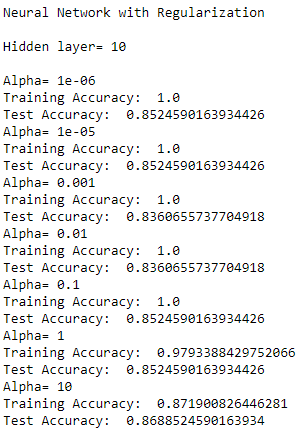 Neural Network with Regularization
Hidden layer= 10
Alpha= 1e-06
Training Accuracy:  1.0
Test Accuracy:  0.8524590163934426
Alpha= 1e-05
Training Accuracy:  1.0
Test Accuracy:  0.8524590163934426
Alpha= 0.001
Training Accuracy:  1.0
Test Accuracy:  0.8360655737704918
Alpha= 0.01
Training Accuracy:  1.0
Test Accuracy:  0.8360655737704918
Alpha= 0.1
Training Accuracy:  1.0
Test Accuracy:  0.8524590163934426
Alpha= 1
Training Accuracy:  0.9793388429752066
Test Accuracy:  0.8524590163934426
Alpha= 10
Training Accuracy:  0.871900826446281
Test Accuracy:  0.8688524590163934